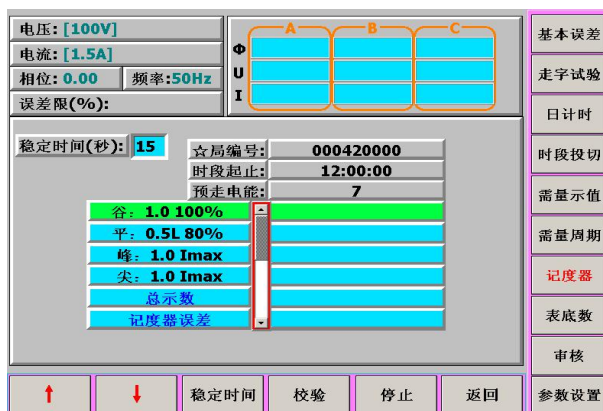 电压: [100V]
电流: [1.5A]
相位: 0.00 频率:50Hz
误差限(%):
A B C
Φ
U
I
稳定时间(秒): 15
☆局编号: 000420000
时段起止: 12:00:00
预走电能: 7
谷: 1.0 100%
平: 0.5L 80%
峰: 1.0 Imax
尖: 1.0 Imax
总示数
记度器误差
基本误差
走字试验
日计时
时段投切
需量示值
需量周期
记度器
表底数
审核
参数设置
↑ ↓ 稳定时间 校验 停止 返回